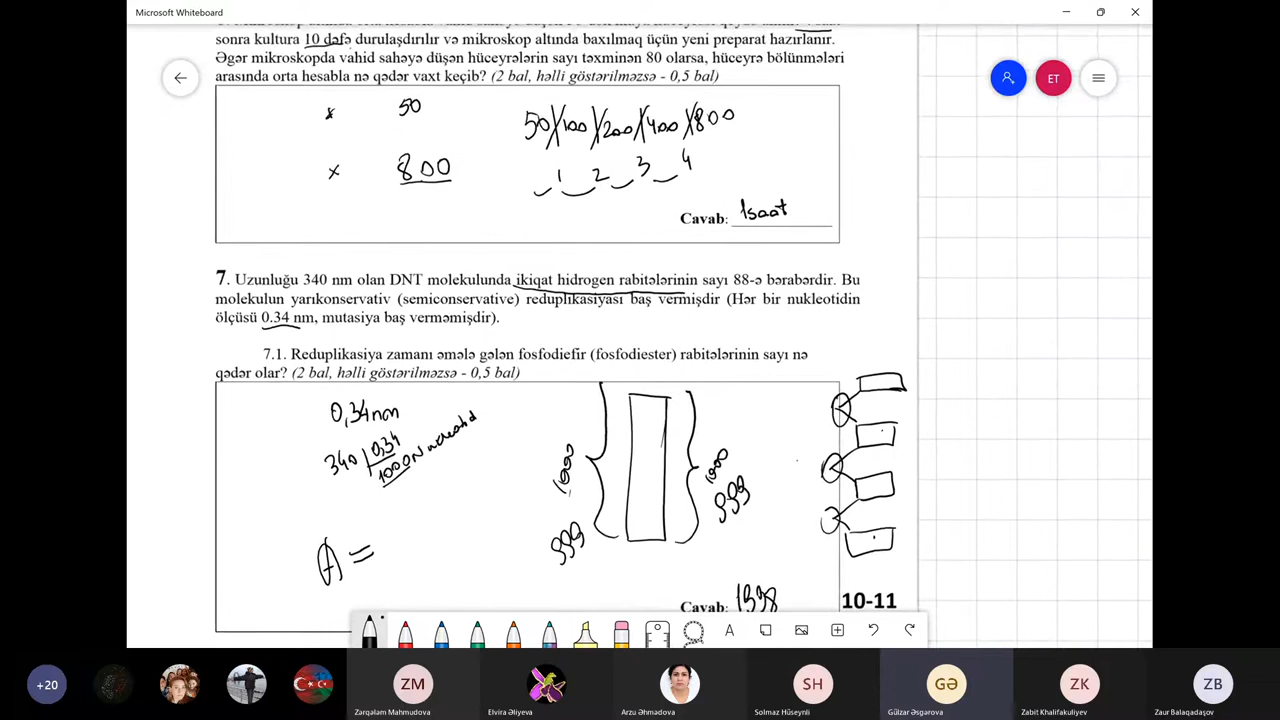 Microsoft Whiteboard
sonra kultura 10 dəfə durulaşdırılır və mikroskop altında baxılmaq üçün yeni preparat hazırlanır.
Əgər mikroskopda vahid sahəyə düşən hüceyrələrin sayı təxminən 80 olarsa, hüceyrə bölünmələri
arasında orta hesabla nə qədər vaxt keçib? (2 bal, həlli göstərilməzsə - 0,5 bal)
ET
x 50
50 100 200 400 800
x 800
1 2 3 4
Cavab: 1saat
7. Uzunluğu 340 nm olan DNT molekulunda ikiqat hidrogen rabitələrinin sayı 88-ə bərabərdir. Bu
molekulun yarıkonservativ (semiconservative) reduplikasiyası baş vermişdir (Hər bir nukleotidin
ölçüsü 0.34 nm, mutasiya baş verməmişdir).
7.1. Reduplikasiya zamanı əmələ gələn fosfodiefir (fosfodiester) rabitələrinin sayı nə
qədər olar? (2 bal, həlli göstərilməzsə - 0,5 bal)
0,34nm
340 0,34
1000 N nukleotid
1000 1000
999 999
A =
Cavab: 1998
10-11
A
+20
ZM
SH
GƏ
ZK
ZB
Zərqələm Mahmudova
Elvira Əliyeva
Arzu Əhmədova
Solmaz Hüseynli
Gülzar Əsgərova
Zabit Khalifakuliyev
Zaur Balaqadaşov